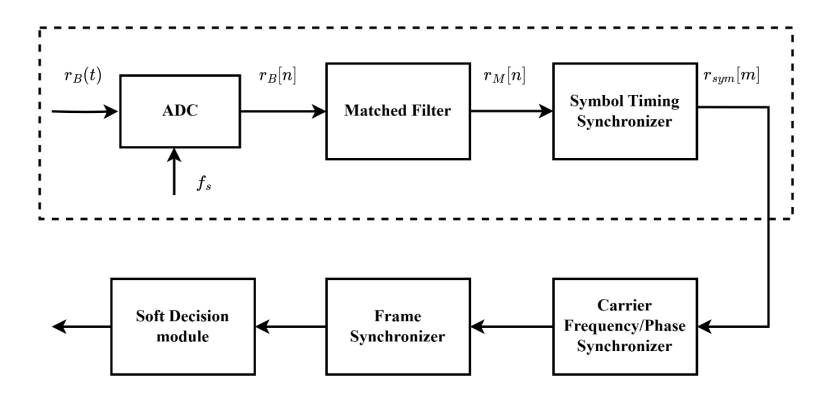 r_B(t)
ADC
r_B[n]
Matched Filter
r_M[n]
Symbol Timing
Synchronizer
r_{sym}[m]
f_s
Soft Decision
module
Frame
Synchronizer
Carrier
Frequency/Phase
Synchronizer